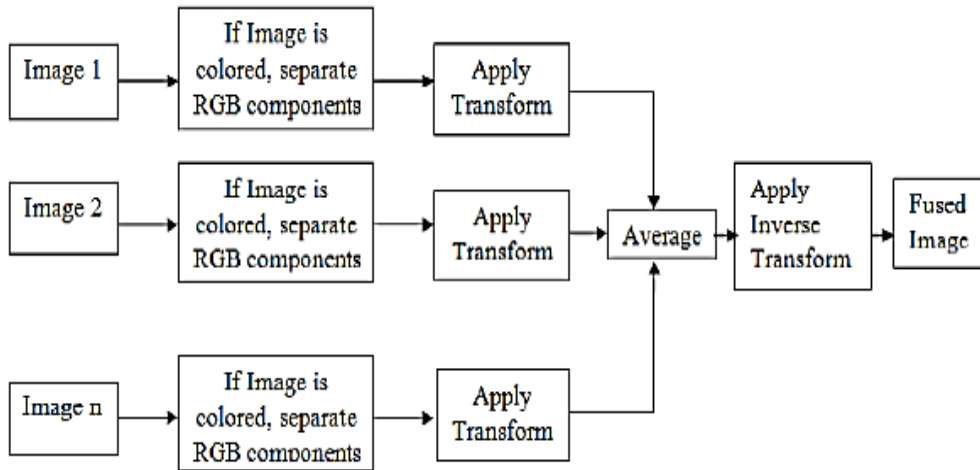 Image 1
If Image is
colored, separate
RGB components
Apply
Transform
Image 2
If Image is
colored, separate
RGB components
Apply
Transform
Average
Apply
Inverse
Transform
Fused
Image
Image n
If Image is
colored, separate
RGB components
Apply
Transform